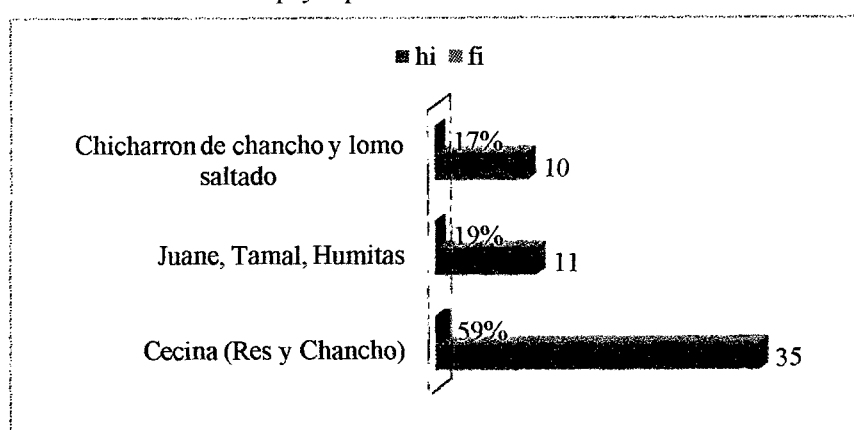 hi fi
Chicharron de chancho y lomo
saltado
17%
10
Juane, Tamal, Humitas
19%
11
Cecina (Res y Chancho)
59%
35